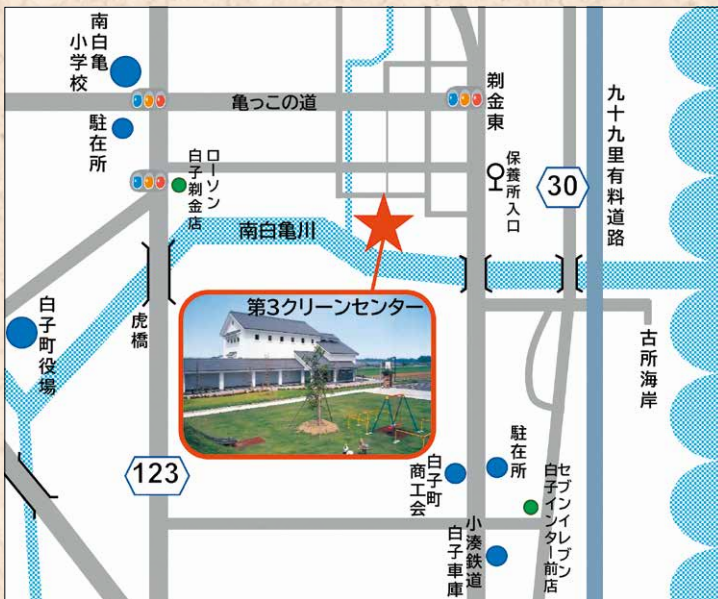 南白亀
小学校
駐在所
亀っこの道
剃金東
九十九里有料道路
ローソン
白子剃金店
保養所入口
30
南白亀川
第3クリーンセンター
白子町役場
虎橋
古所海岸
123
白子町
商工会
駐在所
セブンイレブン
白子インター前店
小湊鉄道
白子車庫